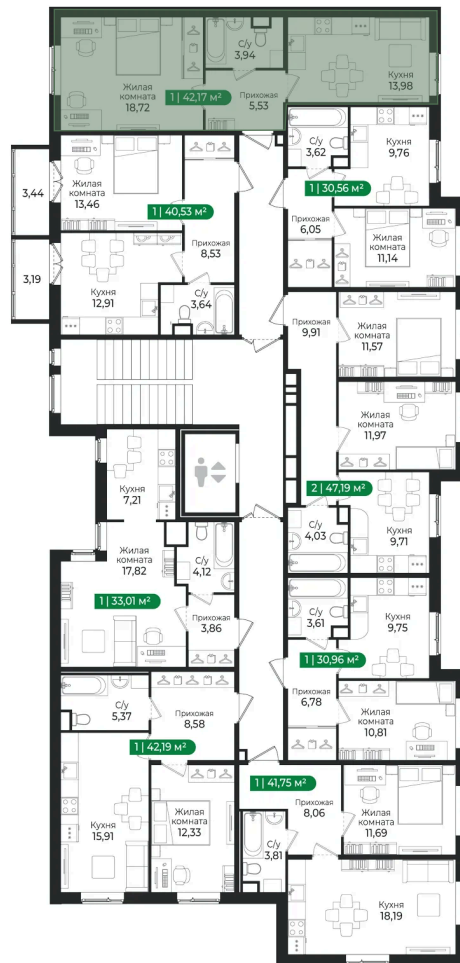 С/у
3,94
Жилая
комната
18,72
Кухня
13,98
Прихожая
5,53
1 | 42,17 м²
С/у
3,62
Кухня
9,76
3,44
Жилая
комната
13,46
1 | 30,56 м²
1 | 40,53 м²
6,05
Прихожая
8,53
11,14
3,19
Кухня
12,91
С/у
3,64
Прихожая
9,91
Жилая
комната
11,57
Жилая
комната
11,97
Кухня
7,21
2 | 47,19 м²
С/у
4,03
Кухня
9,71
Жилая
комната
17,82
С/у
4,12
1 | 33,01 м²
Прихожая
3,86
С/у
3,61
Кухня
9,75
1 | 30,96 м²
С/у
5,37
Прихожая
8,58
6,78
Жилая
комната
10,81
1 | 42,19 м²
1 | 41,75 м²
Прихожая
8,06
Кухня
15,91
Жилая
комната
12,33
Жилая
комната
11,69
С/у
3,81
Кухня
18,19